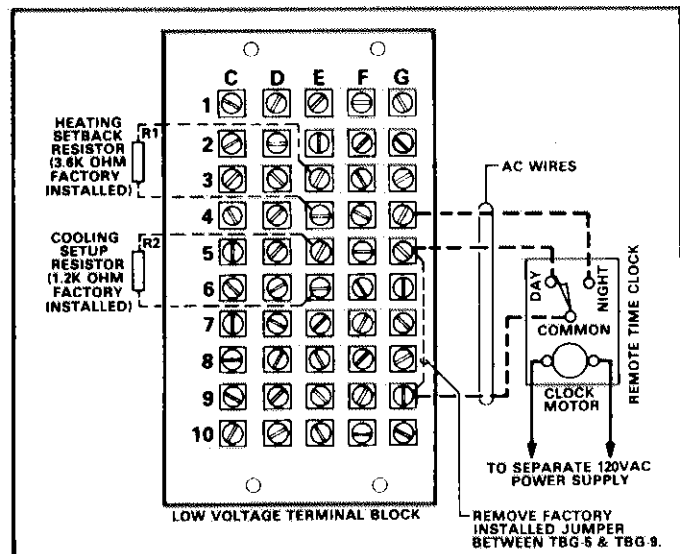 C D E F G
1
2
3
4
5
6
7
8
9
10
HEATING
SETBACK
RESISTOR
(3.6K OHM
FACTORY
INSTALLED)
R1
COOLING
SETUP
RESISTOR
(1.2K OHM
FACTORY
INSTALLED)
R2
AC WIRES
DAY
NIGHT
COMMON
REMOTE TIME CLOCK
CLOCK
MOTOR
TO SEPARATE 120VAC
POWER SUPPLY
LOW VOLTAGE TERMINAL BLOCK
REMOVE FACTORY
INSTALLED JUMPER
BETWEEN TBG-5 & TBG-9.